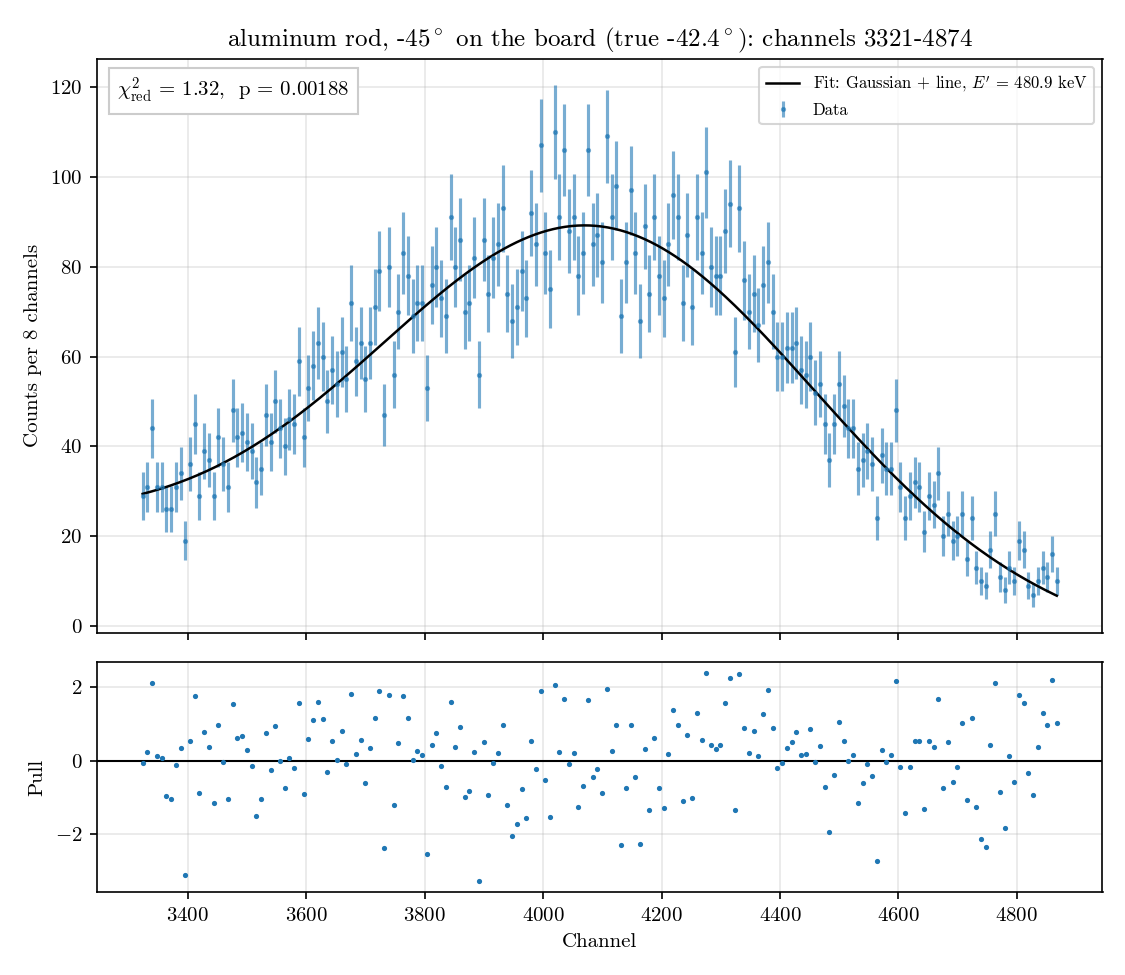 aluminum rod, -45° on the board (true -42.4°): channels 3321-4874
χ²red = 1.32, p = 0.00188
Fit: Gaussian + line, E′ = 480.9 keV
Data
Counts per 8 channels
120
100
80
60
40
20
0
Pull
2
0
−2
3400 3600 3800 4000 4200 4400 4600 4800
Channel